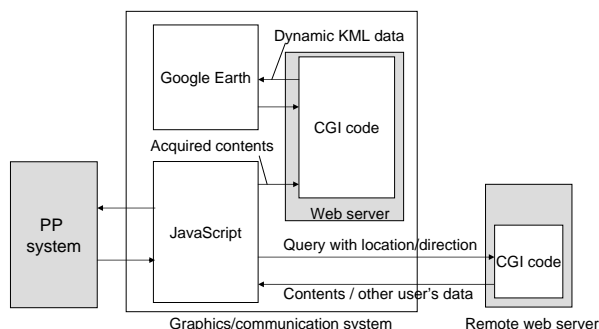 Dynamic KML data
Google Earth
CGI code
Acquired contents
Web server
PP
system
JavaScript
Query with location/direction
CGI code
Contents / other user's data
Graphics/communication system
Remote web server